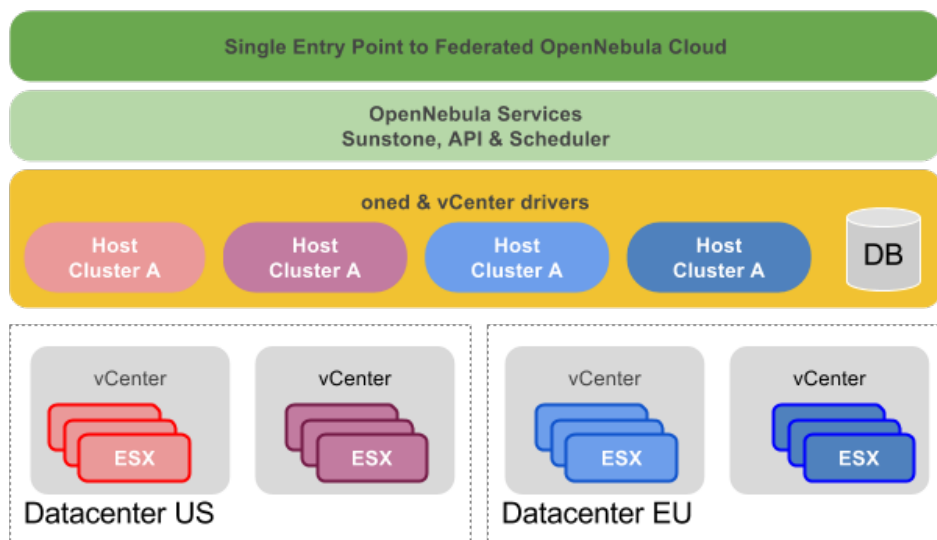 Single Entry Point to Federated OpenNebula Cloud
OpenNebula Services
Sunstone, API & Scheduler
oned & vCenter drivers
Host
Cluster A
Host
Cluster A
Host
Cluster A
Host
Cluster A
DB
vCenter
ESX
vCenter
ESX
Datacenter US
vCenter
ESX
vCenter
ESX
Datacenter EU